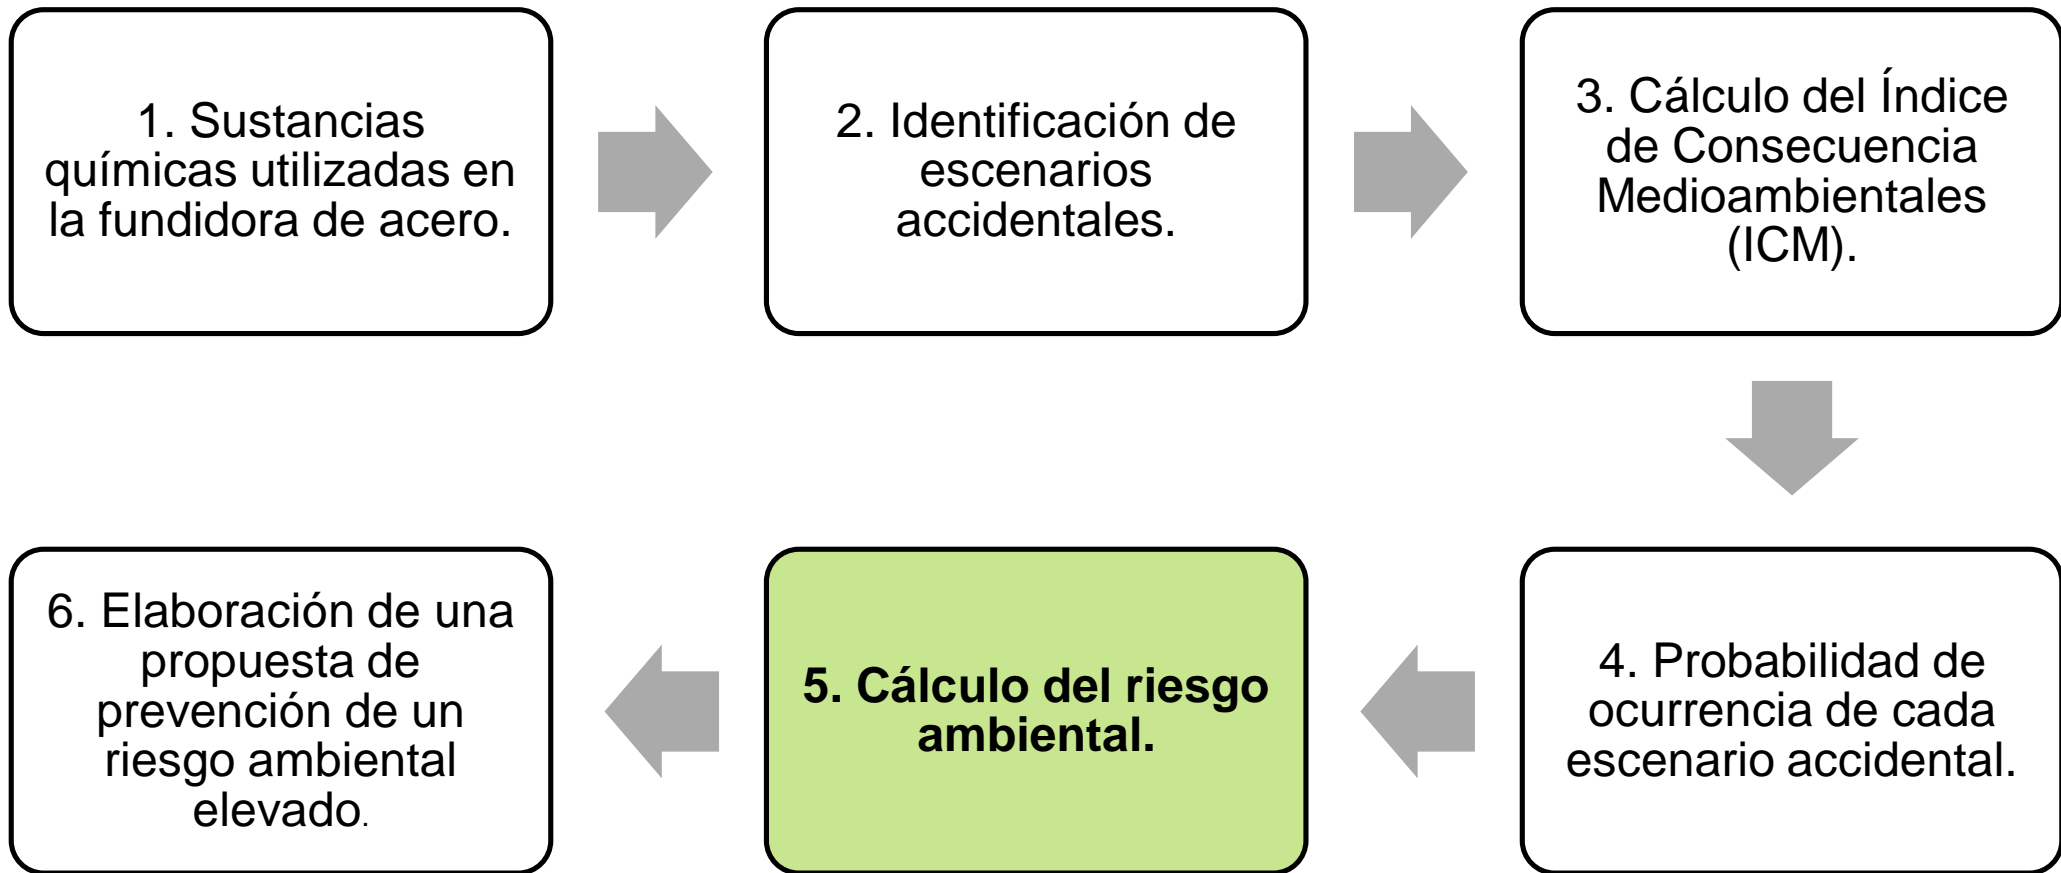 1. Sustancias
químicas utilizadas en
la fundidora de acero.
2. Identificación de
escenarios
accidentales.
3. Cálculo del Índice
de Consecuencia
Medioambientales
(ICM).
4. Probabilidad de
ocurrencia de cada
escenario accidental.
5. Cálculo del riesgo
ambiental.
6. Elaboración de una
propuesta de
prevención de un
riesgo ambiental
elevado.